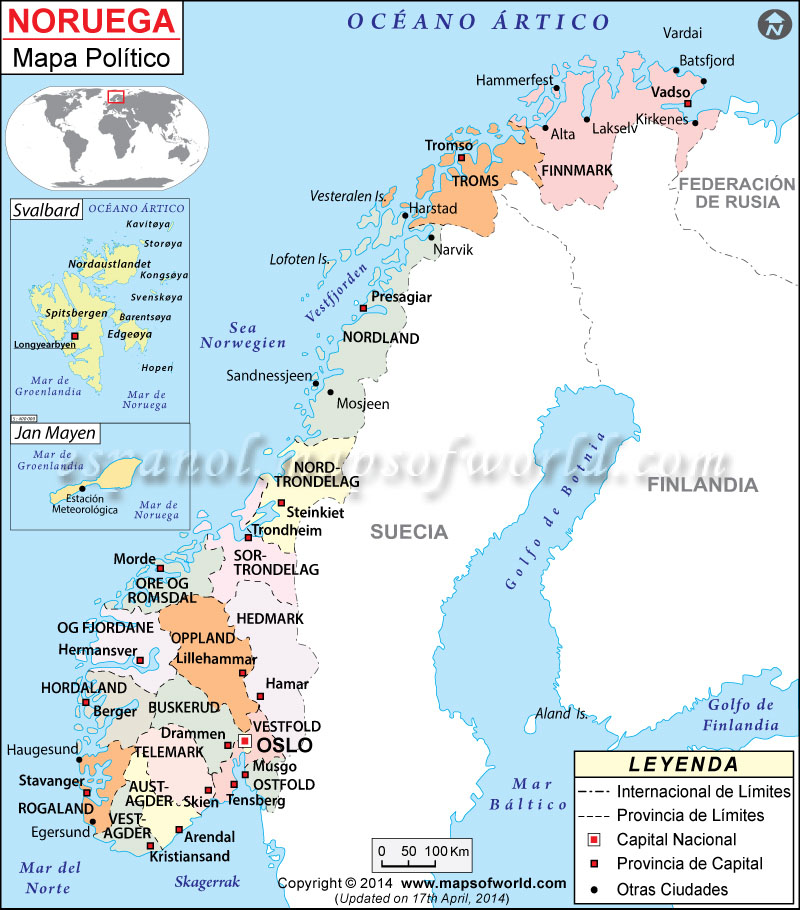 NORUEGA
Mapa Político
OCÉANO ÁRTICO
N
Vardai
Batsfjord
Hammerfest
Vadso
Kirkenes
Alta
Lakselv
Tromso
TROMS
FINNMARK
FEDERACIÓN
DE RUSIA
Vesteralen Is.
Harstad
Narvik
Lofoten Is.
Vestfjorden
Presagiar
Sea
Norwegien
NORDLAND
Sandnessjeen
Mosjeen
Svalbard
OCÉANO ÁRTICO
Kavitøya
Storøya
Nordaustlandet
Kongsøya
Svenskøya
Spitsbergen
Barentsøya
Edgeøya
Longyearbyen
Hopen
Mar de
Groenlandia
Mar de
Noruega
Jan Mayen
Mar de
Groenlandia
Estación
Meteorológica
Mar de
Noruega
espanol.mapsofworld.com
NORD-
TRONDELAG
Steinkiet
Trondheim
SUECIA
FINLANDIA
Golfo de Botnia
Morde
SOR-
TRONDELAG
ORE OG
ROMSDAL
HEDMARK
OG FJORDANE
OPPLAND
Hermansver
Lillehammar
Hamar
HORDALAND
BUSKERUD
Berger
VESTFOLD
Drammen
OSLO
Haugesund
TELEMARK
Musgo
Stavanger
AUST-
AGDER
OSTFOLD
Skien
Tensberg
ROGALAND
VEST-
AGDER
Egersund
Arendal
Kristiansand
Mar del
Norte
Skagerrak
Aland Is.
Golfo de
Finlandia
Mar
Báltico
LEYENDA
Internacional de Límites
Provincia de Límites
Capital Nacional
Provincia de Capital
Otras Ciudades
0 50 100 Km
Copyright © 2014 www.mapsofworld.com
(Updated on 17th April, 2014)